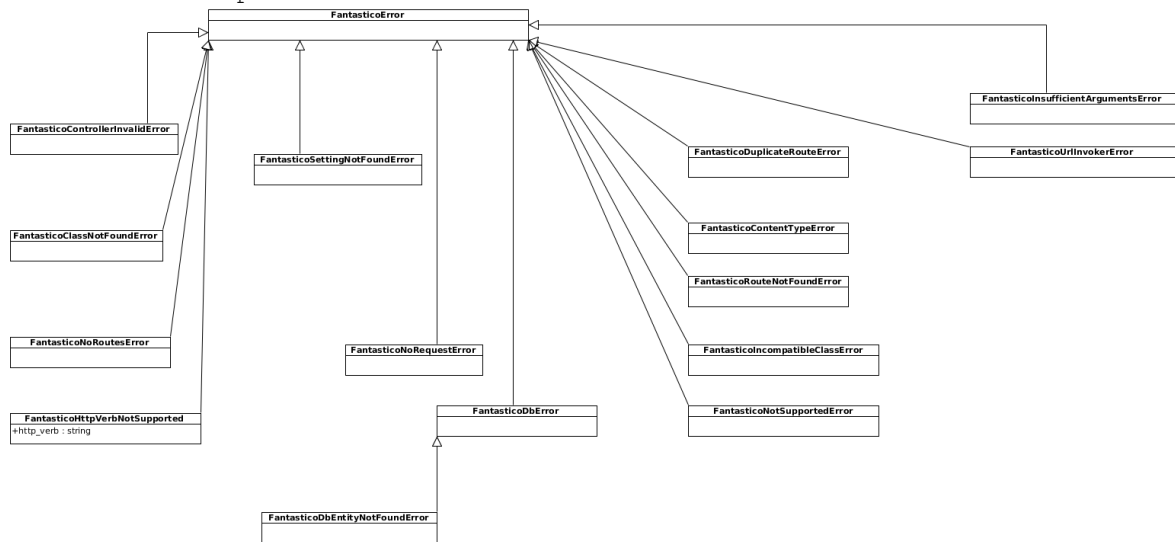 FantasticoError
FantasticoInsufficientArgumentsError
FantasticoControllerInvalidError
FantasticoSettingNotFoundError
FantasticoDuplicateRouteError
FantasticoUrlInvokerError
FantasticoClassNotFoundError
FantasticoContentTypeError
FantasticoRouteNotFoundError
FantasticoNoRoutesError
FantasticoNoRequestError
FantasticoIncompatibleClassError
FantasticoHttpVerbNotSupported
+http_verb : string
FantasticoDbError
FantasticoNotSupportedError
FantasticoDbEntityNotFoundError